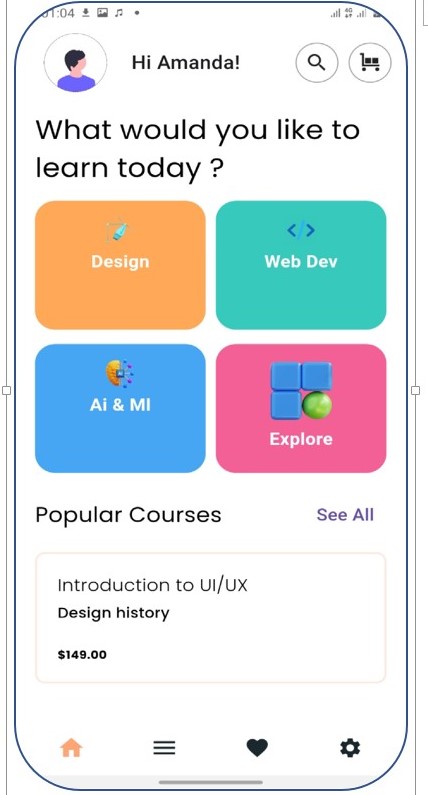 1:04
Hi Amanda!
What would you like to
learn today ?
Design
Web Dev
Ai & Ml
Explore
Popular Courses
See All
Introduction to UI/UX
Design history
$149.00